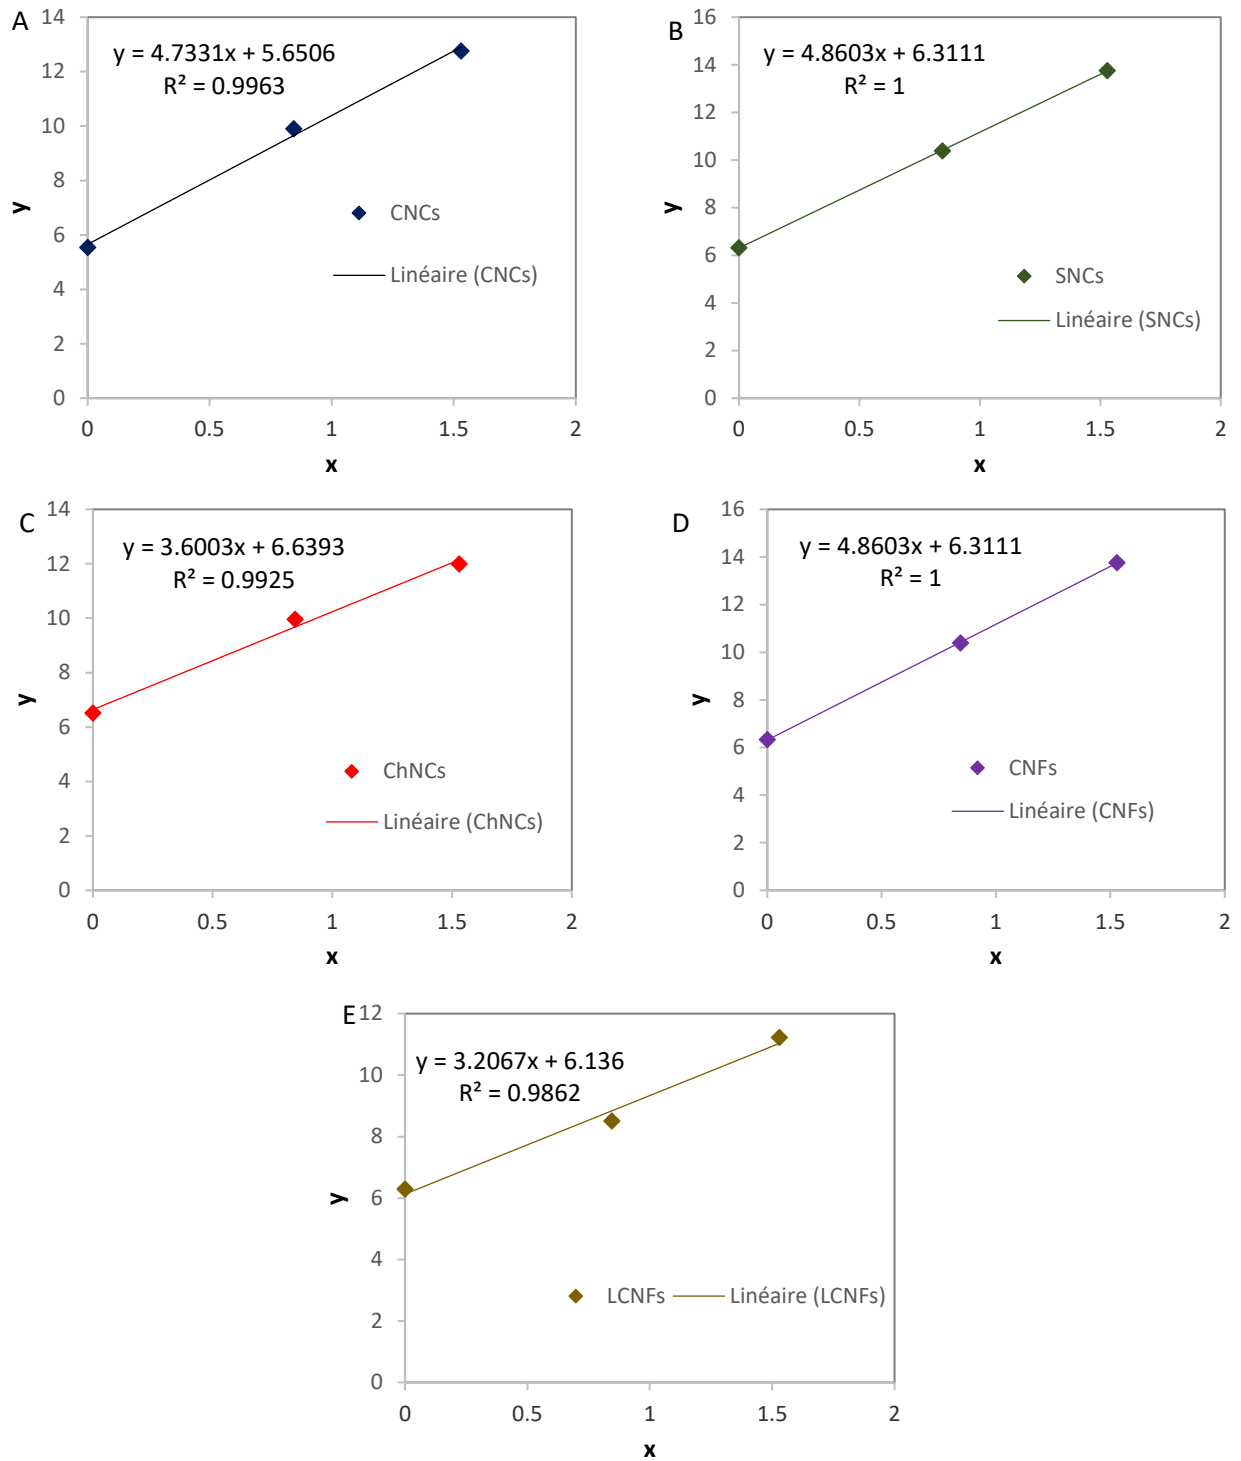 A
y = 4.7331x + 5.6506
R² = 0.9963
14
12
10
8
6
4
2
0
y
CNCs
Linéaire (CNCs)
0 0.5 1 1.5 2
x
B
y = 4.8603x + 6.3111
R² = 1
16
14
12
10
8
6
4
2
0
y
SNCs
Linéaire (SNCs)
0 0.5 1 1.5 2
x
C
y = 3.6003x + 6.6393
R² = 0.9925
14
12
10
8
6
4
2
0
y
ChNCs
Linéaire (ChNCs)
0 0.5 1 1.5 2
x
D
y = 4.8603x + 6.3111
R² = 1
16
14
12
10
8
6
4
2
0
y
CNFs
Linéaire (CNFs)
0 0.5 1 1.5 2
x
E
y = 3.2067x + 6.136
R² = 0.9862
12
10
8
6
4
2
0
y
LCNFs Linéaire (LCNFs)
0 0.5 1 1.5 2
x